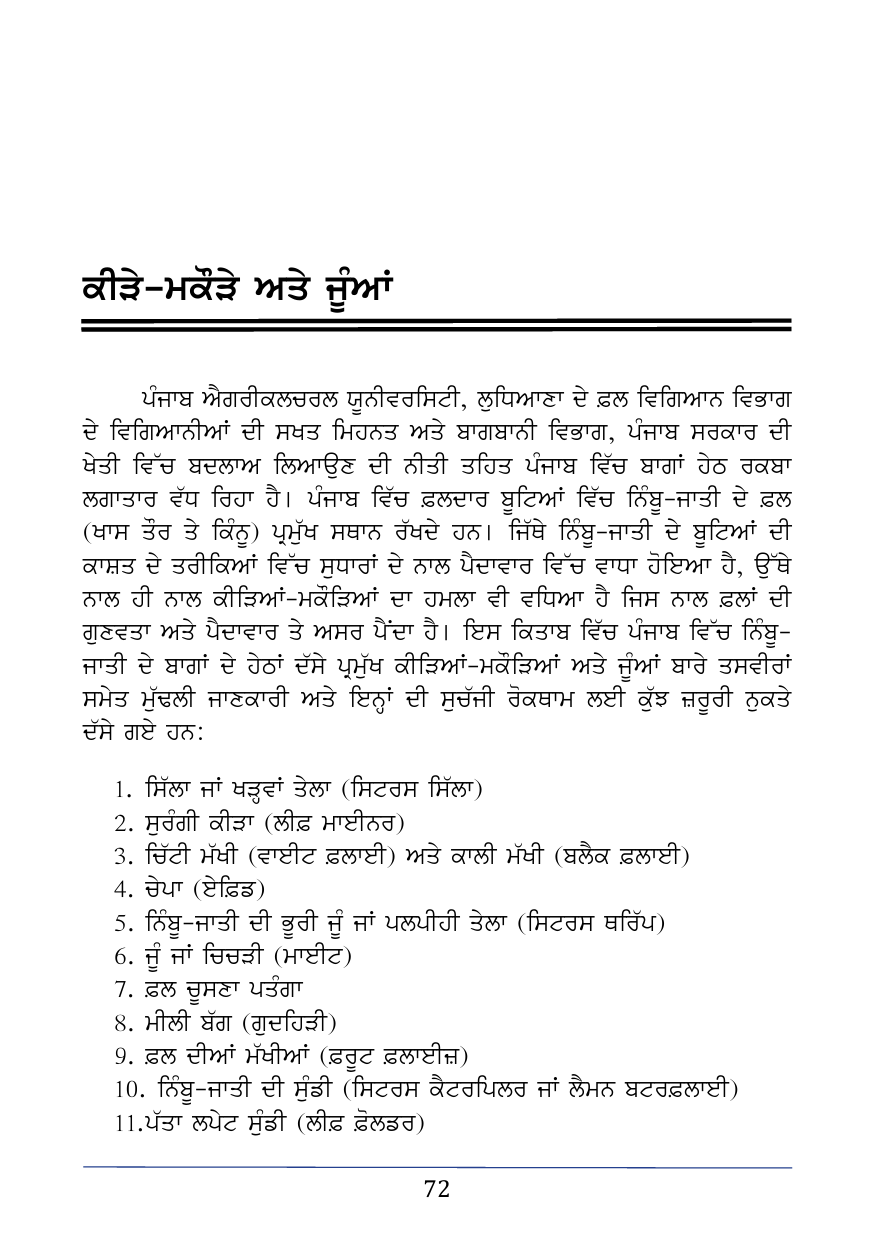 ਕੀੜੇ-ਮਕੌੜੇ ਅਤੇ ਜੂੰਆਂ
ਪੰਜਾਬ ਐਗਰੀਕਲਚਰਲ ਯੂਨੀਵਰਸਿਟੀ, ਲੁਧਿਆਣਾ ਦੇ ਫ਼ਲ ਵਿਗਿਆਨ ਵਿਭਾਗ
ਦੇ ਵਿਗਿਆਨੀਆਂ ਦੀ ਸਖਤ ਮਿਹਨਤ ਅਤੇ ਬਾਗਬਾਨੀ ਵਿਭਾਗ, ਪੰਜਾਬ ਸਰਕਾਰ ਦੀ
ਖੇਤੀ ਵਿੱਚ ਬਦਲਾਅ ਲਿਆਉਣ ਦੀ ਨੀਤੀ ਤਹਿਤ ਪੰਜਾਬ ਵਿੱਚ ਬਾਗਾਂ ਹੇਠ ਰਕਬਾ
ਲਗਾਤਾਰ ਵੱਧ ਰਿਹਾ ਹੈ। ਪੰਜਾਬ ਵਿੱਚ ਫ਼ਲਦਾਰ ਬੂਟਿਆਂ ਵਿੱਚ ਨਿੰਬੂ-ਜਾਤੀ ਦੇ ਫ਼ਲ
(ਖਾਸ ਤੌਰ ਤੇ ਕਿੰਨੂ) ਪ੍ਰਮੁੱਖ ਸਥਾਨ ਰੱਖਦੇ ਹਨ। ਜਿੱਥੇ ਨਿੰਬੂ-ਜਾਤੀ ਦੇ ਬੂਟਿਆਂ ਦੀ
ਕਾਸ਼ਤ ਦੇ ਤਰੀਕਿਆਂ ਵਿੱਚ ਸੁਧਾਰਾਂ ਦੇ ਨਾਲ ਪੈਦਾਵਾਰ ਵਿੱਚ ਵਾਧਾ ਹੋਇਆ ਹੈ, ਉੱਥੇ
ਨਾਲ ਹੀ ਨਾਲ ਕੀੜਿਆਂ-ਮਕੌੜਿਆਂ ਦਾ ਹਮਲਾ ਵੀ ਵਧਿਆ ਹੈ ਜਿਸ ਨਾਲ ਫ਼ਲਾਂ ਦੀ
ਗੁਣਵਤਾ ਅਤੇ ਪੈਦਾਵਾਰ ਤੇ ਅਸਰ ਪੈਂਦਾ ਹੈ। ਇਸ ਕਿਤਾਬ ਵਿੱਚ ਪੰਜਾਬ ਵਿੱਚ ਨਿੰਬੂ-
ਜਾਤੀ ਦੇ ਬਾਗਾਂ ਦੇ ਹੇਠਾਂ ਦੱਸੇ ਪ੍ਰਮੁੱਖ ਕੀੜਿਆਂ-ਮਕੌੜਿਆਂ ਅਤੇ ਜੂੰਆਂ ਬਾਰੇ ਤਸਵੀਰਾਂ
ਸਮੇਤ ਮੁੱਢਲੀ ਜਾਣਕਾਰੀ ਅਤੇ ਇਨ੍ਹਾਂ ਦੀ ਸੁਚੱਜੀ ਰੋਕਥਾਮ ਲਈ ਕੁੱਝ ਜ਼ਰੂਰੀ ਨੁਕਤੇ
ਦੱਸੇ ਗਏ ਹਨ:
1. ਸਿੱਲਾ ਜਾਂ ਖੜ੍ਹਵਾਂ ਤੇਲਾ (ਸਿਟਰਸ ਸਿੱਲਾ)
2. ਸੁਰੰਗੀ ਕੀੜਾ (ਲੀਫ਼ ਮਾਈਨਰ)
3. ਚਿੱਟੀ ਮੱਖੀ (ਵਾਈਟ ਫ਼ਲਾਈ) ਅਤੇ ਕਾਲੀ ਮੱਖੀ (ਬਲੈਕ ਫ਼ਲਾਈ)
4. ਚੇਪਾ (ਏਫ਼ਿਡ)
5. ਨਿੰਬੂ-ਜਾਤੀ ਦੀ ਭੂਰੀ ਜੂੰ ਜਾਂ ਪਲਪੀਹੀ ਤੇਲਾ (ਸਿਟਰਸ ਥਰਿੱਪ)
6. ਜੂੰ ਜਾਂ ਚਿਚੜੀ (ਮਾਈਟ)
7. ਫ਼ਲ ਚੂਸਣਾ ਪਤੰਗਾ
8. ਮੀਲੀ ਬੱਗ (ਗੁਦਹਿੜੀ)
9. ਫ਼ਲ ਦੀਆਂ ਮੱਖੀਆਂ (ਫ਼ਰੂਟ ਫ਼ਲਾਈਜ਼)
10. ਨਿੰਬੂ-ਜਾਤੀ ਦੀ ਸੁੰਡੀ (ਸਿਟਰਸ ਕੈਟਰਪਿਲਰ ਜਾਂ ਲੈਮਨ ਬਟਰਫ਼ਲਾਈ)
11.ਪੱਤਾ ਲਪੇਟ ਸੁੰਡੀ (ਲੀਫ਼ ਫ਼ੋਲਡਰ)
72